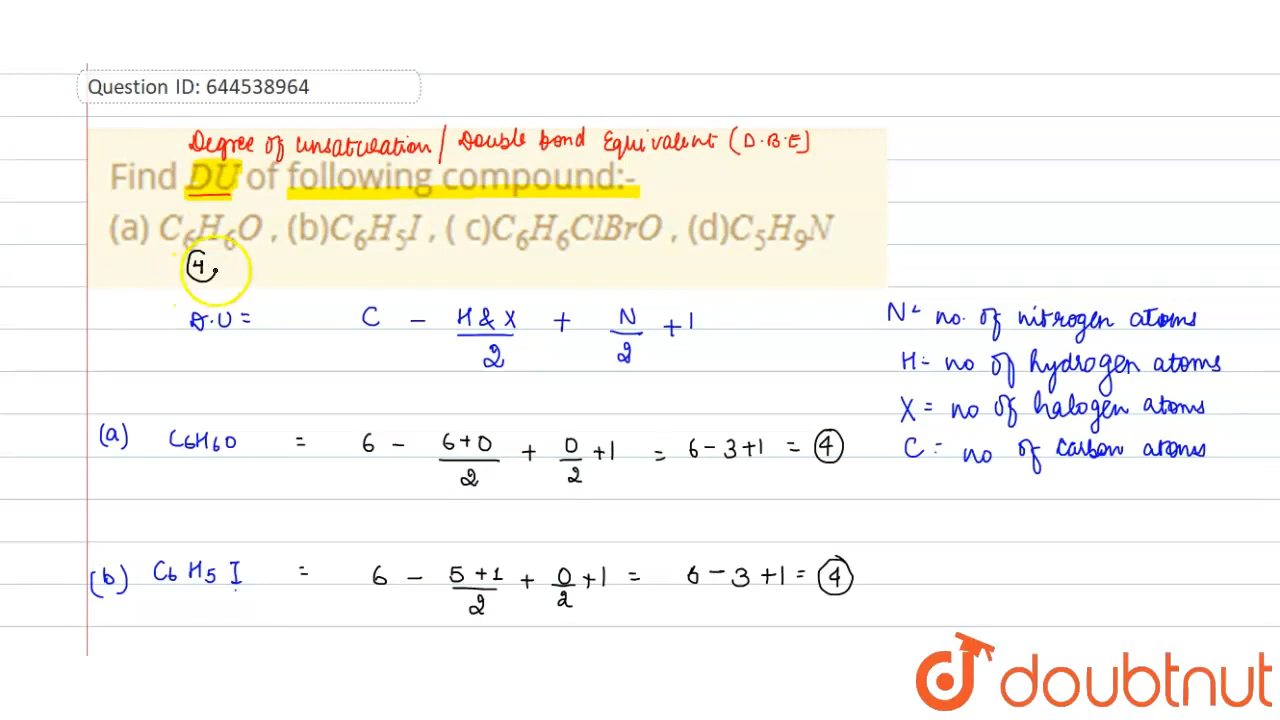 Question ID: 644538964
Degree of unsaturation / Double bond Equivalent (D.B.E]
Find DU of following compound:-
(a) C₆H₆O , (b)C₆H₅I , ( c)C₆H₆ClBrO , (d)C₅H₉N
4
D.U = C - H & X/2 + N/2 + 1
N = no. of nitrogen atoms
H = no of hydrogen atoms
X = no of halogen atoms
C = no of carbon atoms
(a) C6H6O = 6 - 6+0/2 + 0/2 + 1 = 6 - 3 + 1 = 4
(b) C6 H5 I = 6 - 5+1/2 + 0/2 + 1 = 6 - 3 + 1 = 4
doubtnut